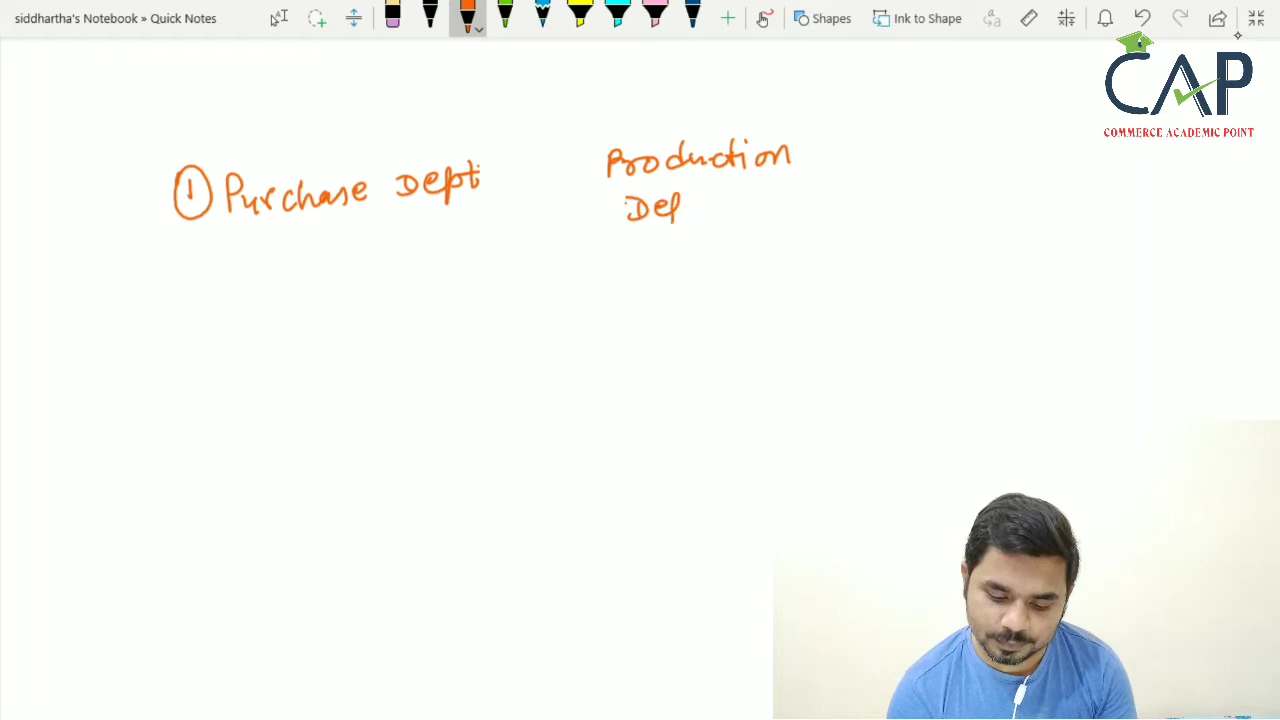 siddhartha's Notebook » Quick Notes
Shapes
Ink to Shape
CAP
COMMERCE ACADEMIC POINT
① Purchase Dept
Production
Dep